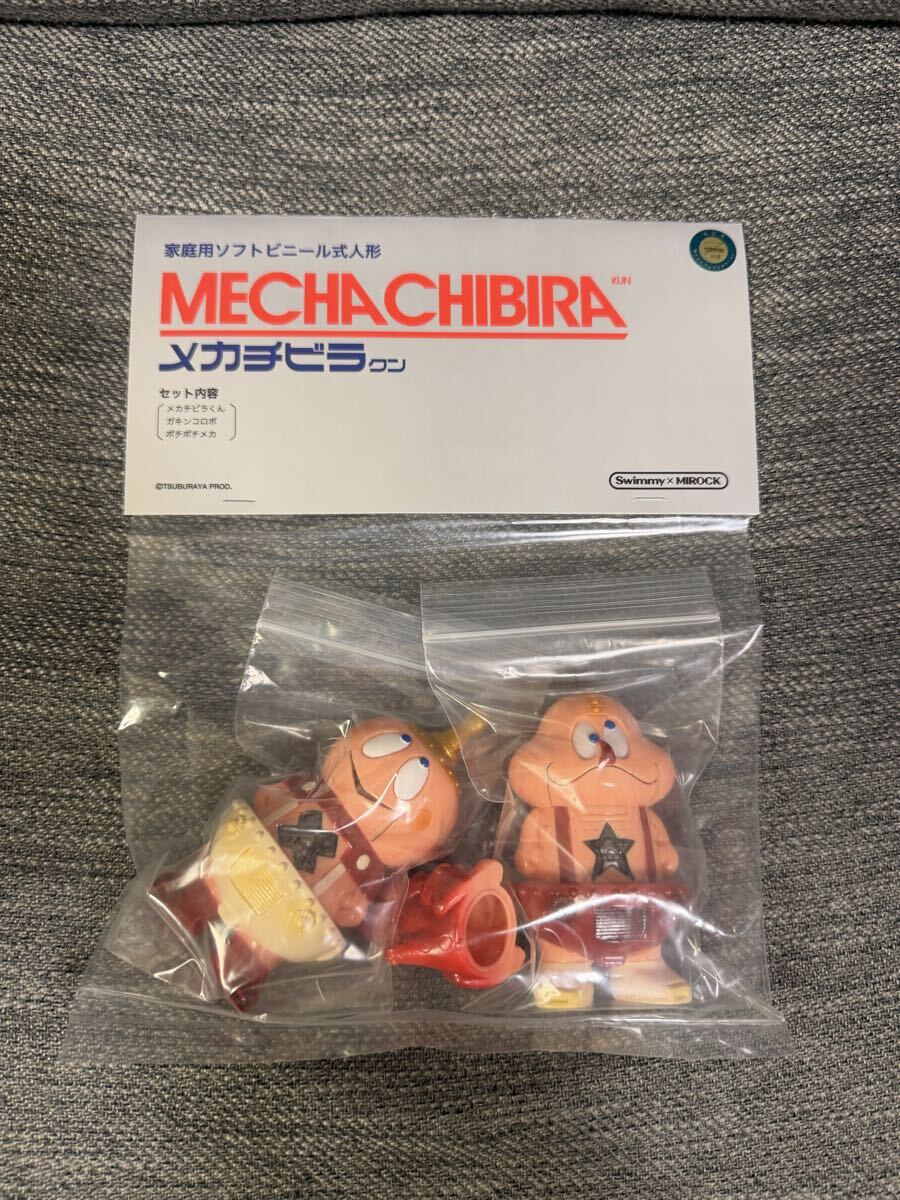 家庭用ソフトビニール式人形
MECHACHIBIRA KUN
メカチビラクン
セット内容
メカチビラくん
ガキンコロボ
ポチポチメカ
©TSUBURAYA PROD.
Swimmy × MIROCK